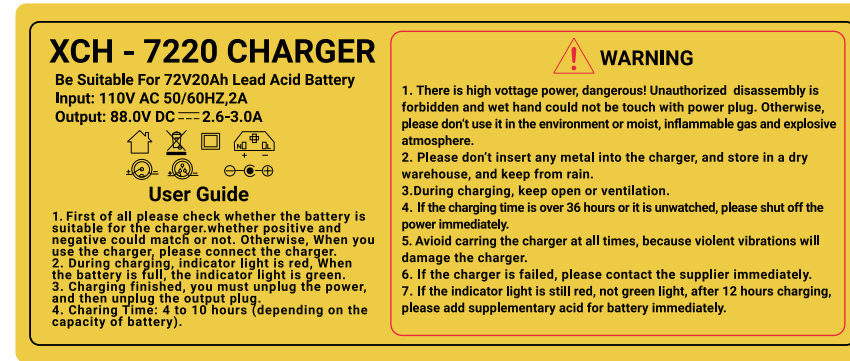 XCH - 7220 CHARGER
Be Suitable For 72V20Ah Lead Acid Battery
Input: 110V AC 50/60HZ,2A
Output: 88.0V DC⎓2.6-3.0A
+ −
User Guide
1. First of all please check whether the battery is
suitable for the charger.whether positive and
negative could match or not. Otherwise, When you
use the charger, please connect the charger.
2. During charging, indicator light is red, When
the battery is full, the indicator light is green.
3. Charging finished, you must unplug the power,
and then unplug the output plug.
4. Charing Time: 4 to 10 hours (depending on the
capacity of battery).
WARNING
1. There is high vottage power, dangerous! Unauthorized disassembly is
forbidden and wet hand could not be touch with power plug. Otherwise,
please don't use it in the environment or moist, inflammable gas and explosive
atmosphere.
2. Please don't insert any metal into the charger, and store in a dry
warehouse, and keep from rain.
3.During charging, keep open or ventilation.
4. If the charging time is over 36 hours or it is unwatched, please shut off the
power immediately.
5. Avioid carring the charger at all times, because violent vibrations will
damage the charger.
6. If the charger is failed, please contact the supplier immediately.
7. If the indicator light is still red, not green light, after 12 hours charging,
please add supplementary acid for battery immediately.